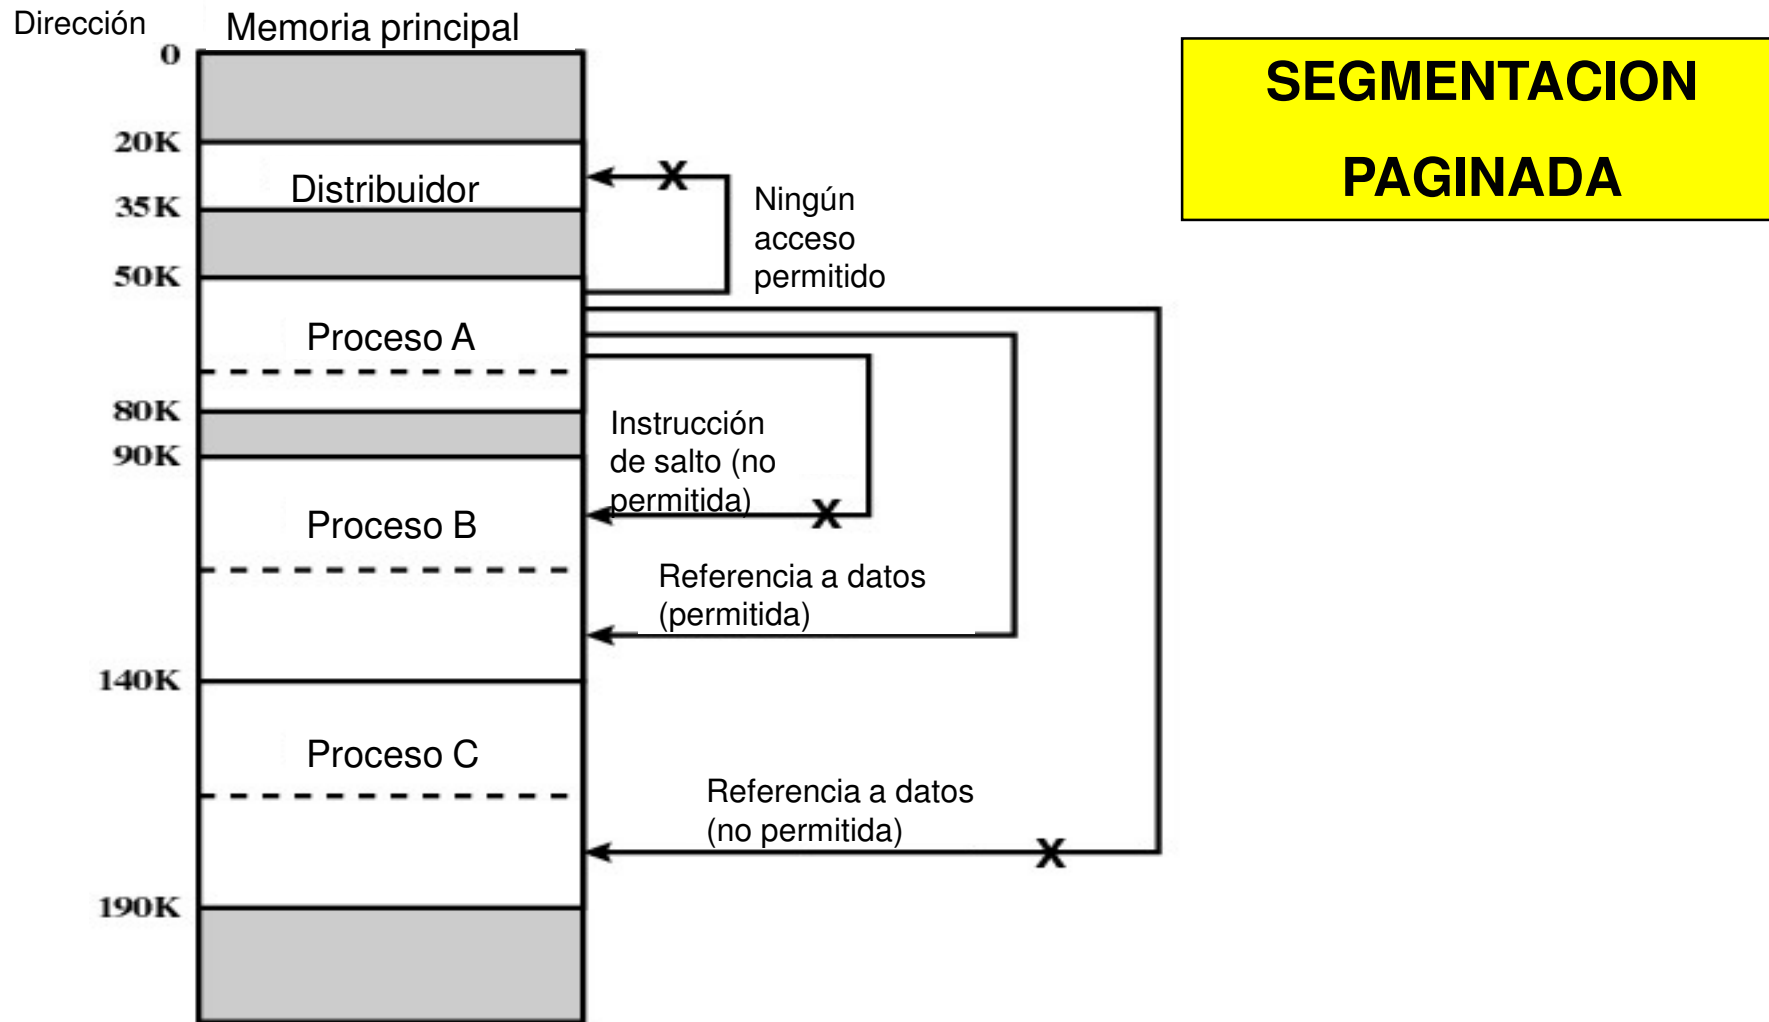 Dirección
Memoria principal
0
SEGMENTACION
PAGINADA
20K
Distribuidor
35K
Ningún
acceso
permitido
50K
Proceso A
80K
Instrucción
de salto (no
permitida)
X
90K
Proceso B
X
Referencia a datos
(permitida)
140K
Proceso C
Referencia a datos
(no permitida)
X
190K